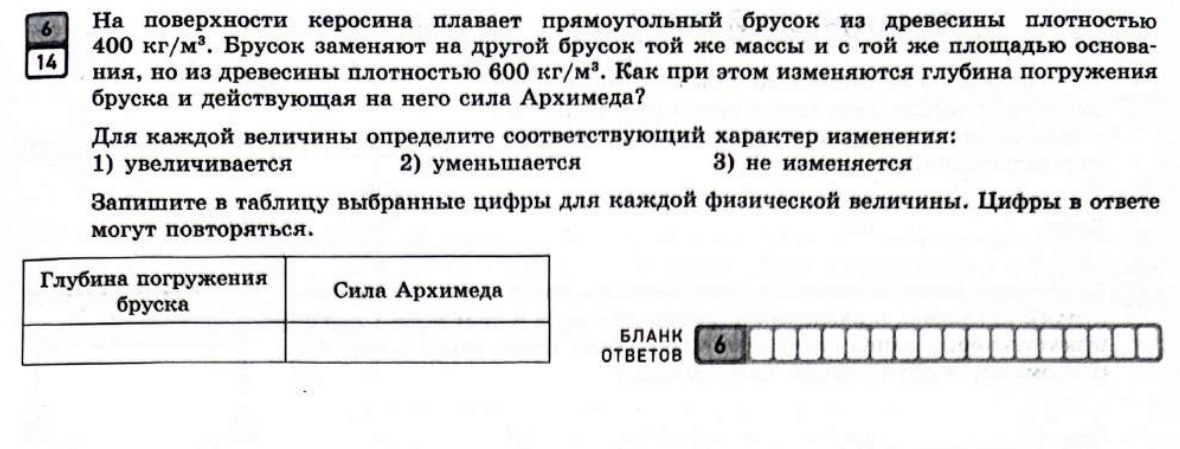 6
14
На поверхности керосина плавает прямоугольный брусок из древесины плотностью
400 кг/м³. Брусок заменяют на другой брусок той же массы и с той же площадью основа-
ния, но из древесины плотностью 600 кг/м³. Как при этом изменяются глубина погружения
бруска и действующая на него сила Архимеда?
Для каждой величины определите соответствующий характер изменения:
1) увеличивается 2) уменьшается 3) не изменяется
Запишите в таблицу выбранные цифры для каждой физической величины. Цифры в ответе
могут повторяться.
Глубина погружения
бруска
Сила Архимеда
БЛАНК
ОТВЕТОВ
6